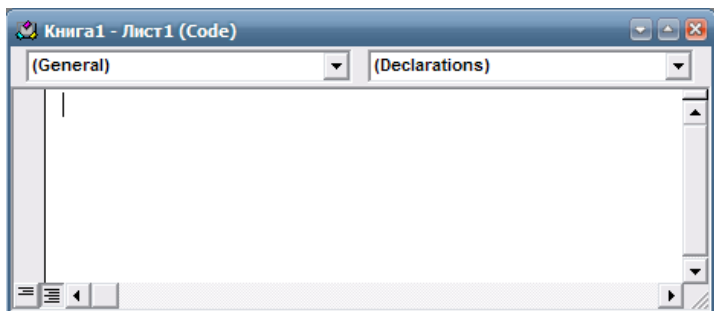 Книга1 - Лист1 (Code)
(General) (Declarations)